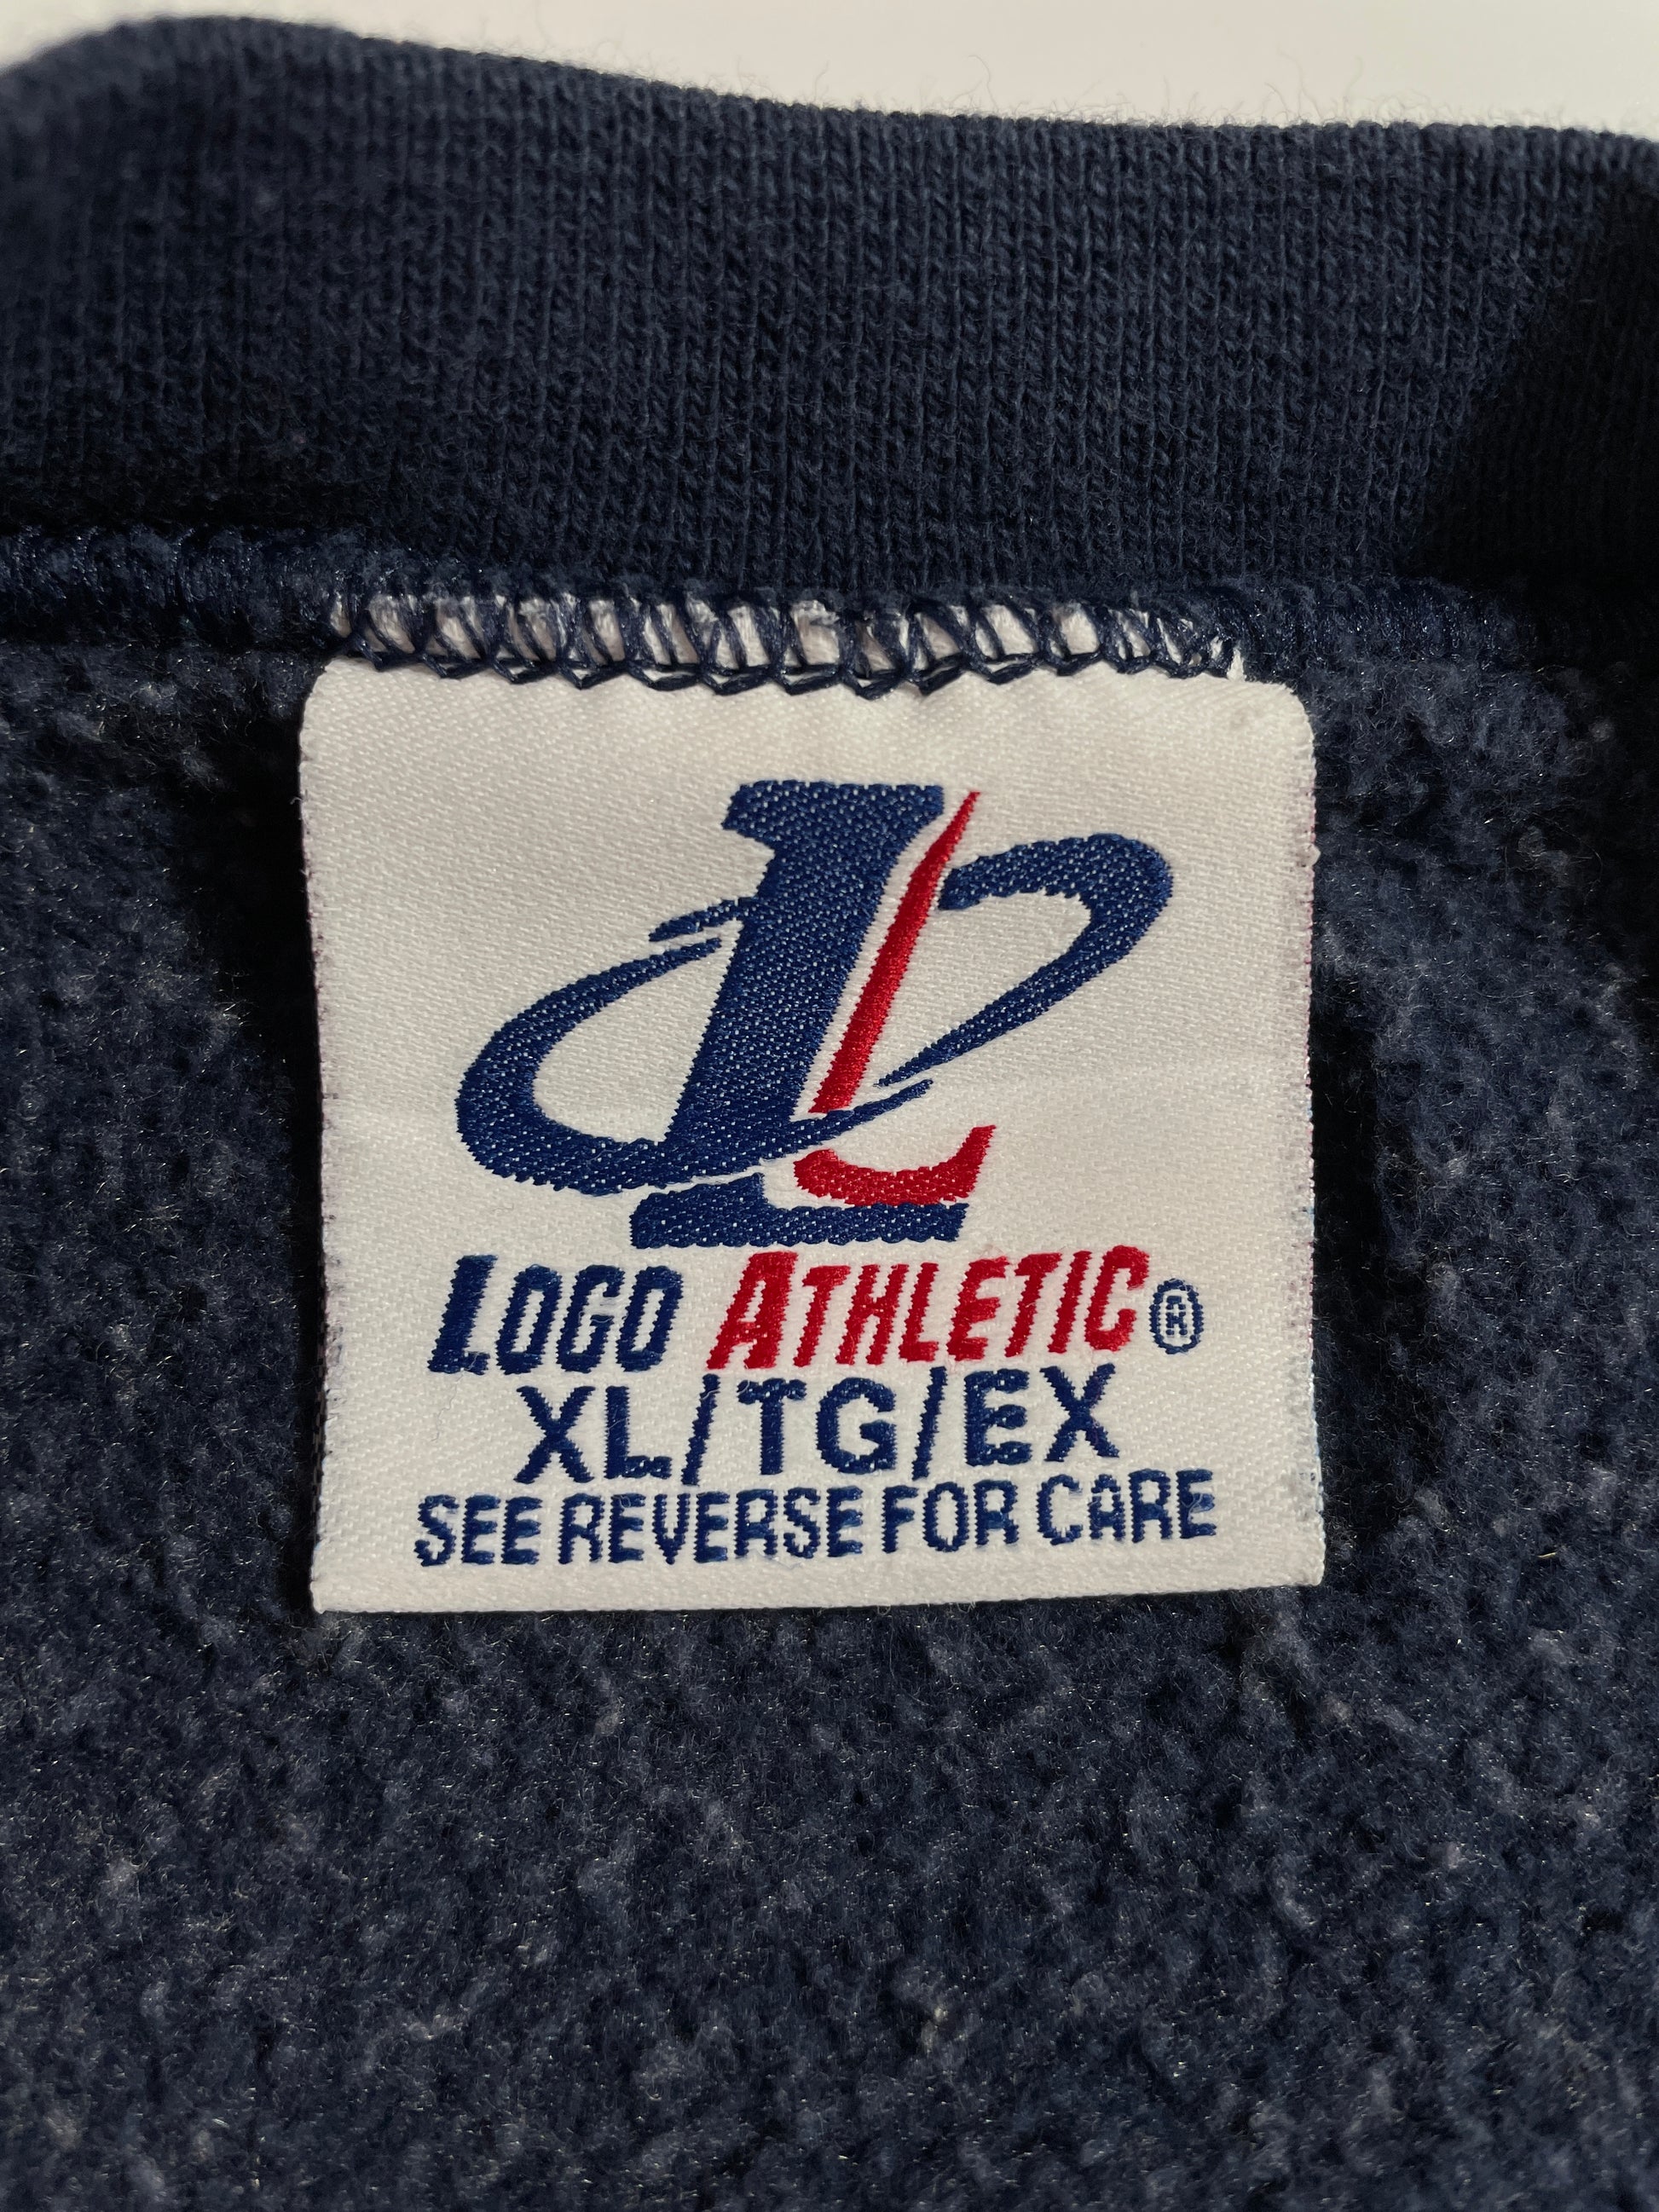 L
LOGO ATHLETIC®
XL/TG/EX
SEE REVERSE FOR CARE